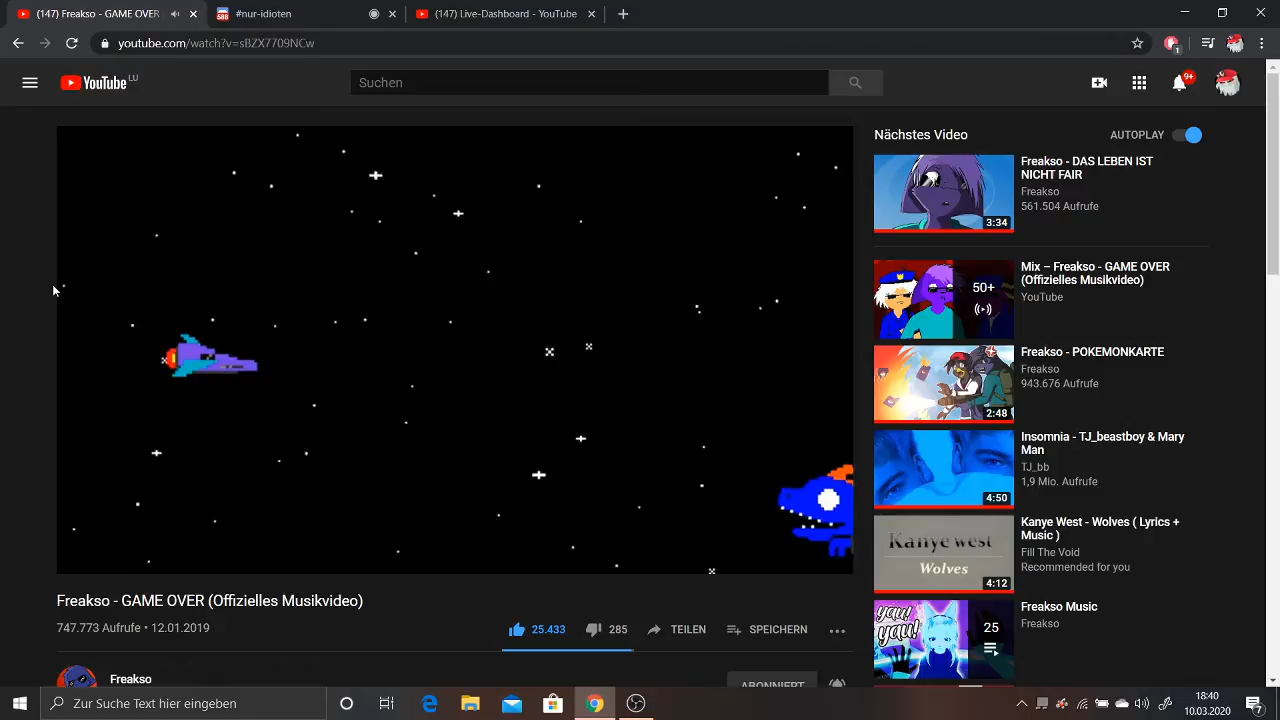 (147) Freakso - GAME OVER
#nur-idioten
(147) Live-Dashboard - YouTube
youtube.com/watch?v=sBZX7709NCw
1
YouTube LU
Suchen
9+
Nächstes Video
AUTOPLAY
Freakso - DAS LEBEN IST
NICHT FAIR
Freakso
561.504 Aufrufe
3:34
Mix – Freakso - GAME OVER
(Offizielles Musikvideo)
YouTube
50+
Freakso - POKEMONKARTE
Freakso
943.676 Aufrufe
2:48
Insomnia - TJ_beastboy & Mary
Man
TJ_bb
1,9 Mio. Aufrufe
4:50
Kanye west
Wolves
4:12
Kanye West - Wolves ( Lyrics +
Music )
Fill The Void
Recommended for you
YAU!
YAU!
25
Freakso Music
Freakso
Freakso - GAME OVER (Offizielles Musikvideo)
747.773 Aufrufe • 12.01.2019
25.433
285
TEILEN
SPEICHERN
Freakso
ABONNIERT
Zur Suche Text hier eingeben
18:40
10.03.2020
7